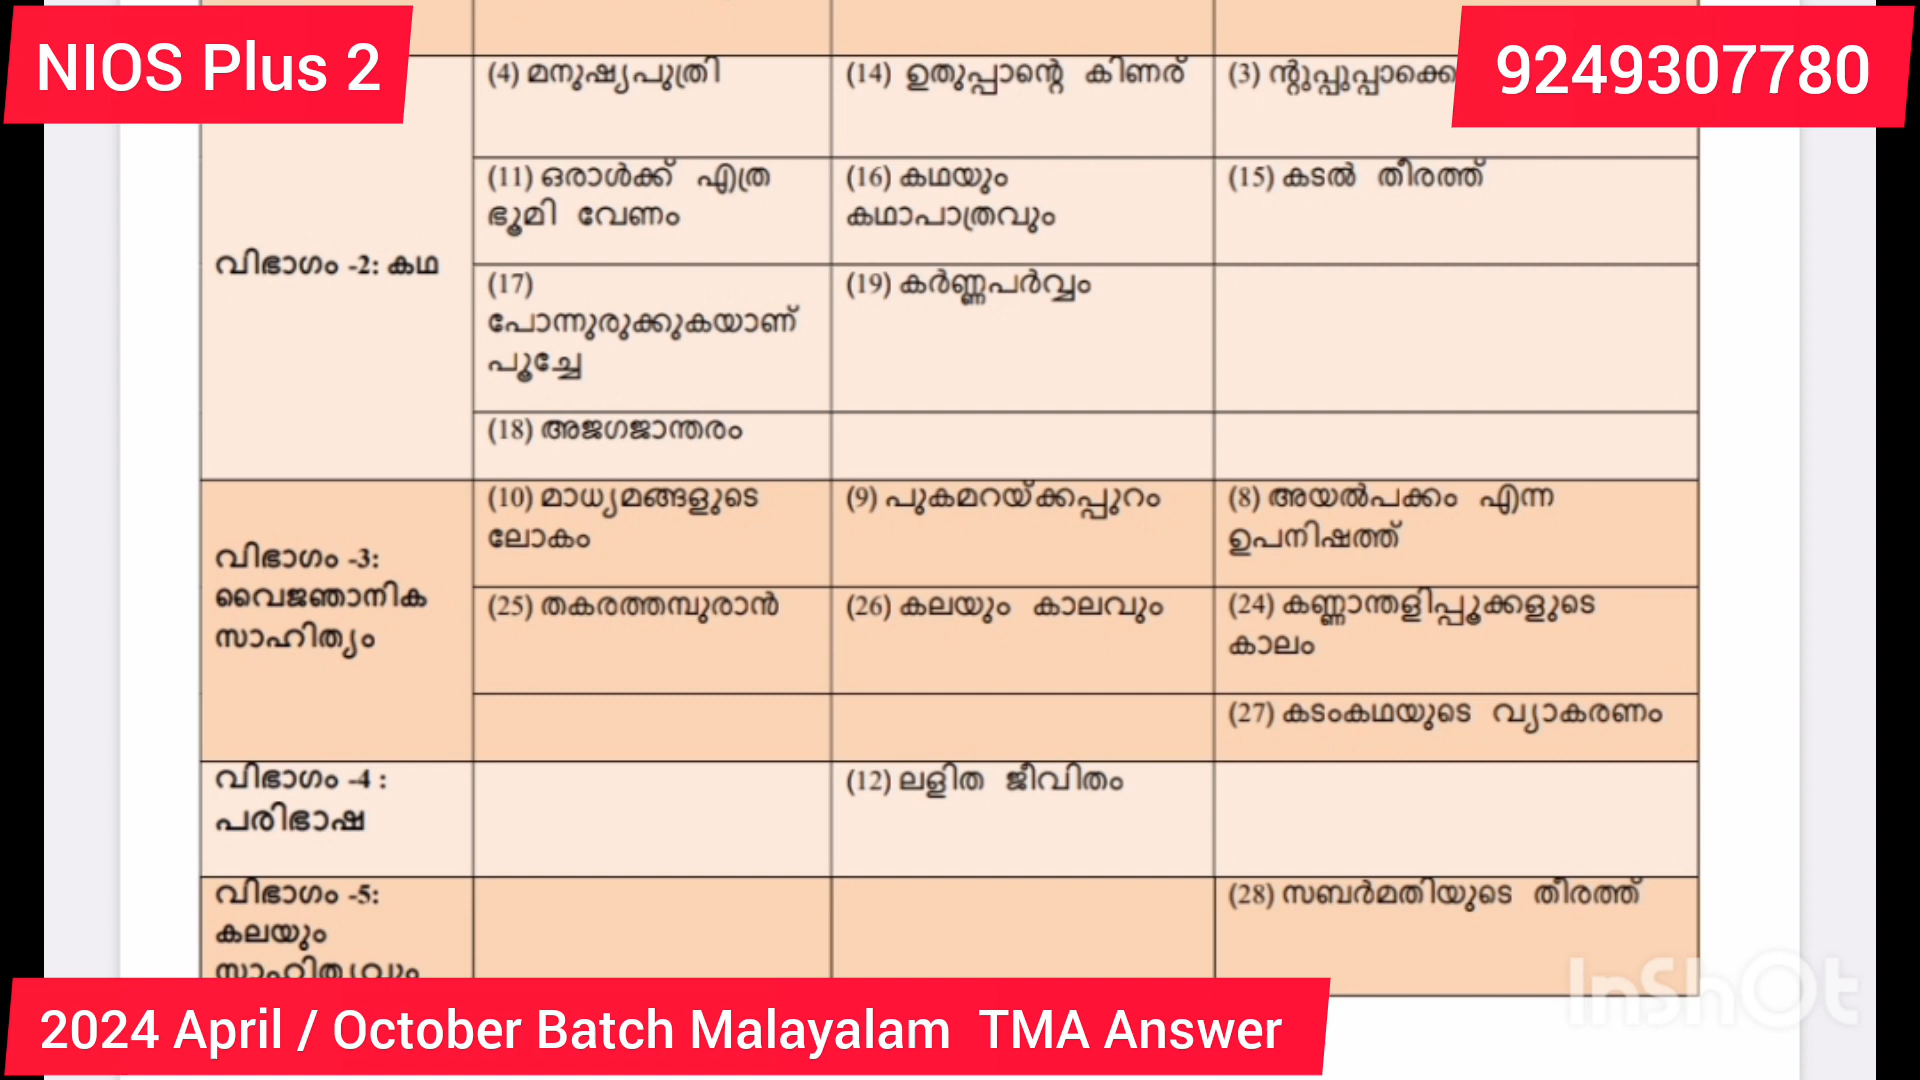 NIOS Plus 2
9249307780
(4) മനുഷ്യപുത്രി
(14) ഉതുപ്പാന്റെ കിണര്
(3) ന്റുപ്പുപ്പാക്കെ
(11) ഒരാൾക്ക് എത്ര
ഭൂമി വേണം
(16) കഥയും
കഥാപാത്രവും
(15) കടൽ തീരത്ത്
വിഭാഗം -2: കഥ
(17)
പോന്നുരുക്കുകയാണ്
പൂച്ചേ
(19) കർണ്ണപർവ്വം
(18) അജഗജാന്തരം
വിഭാഗം -3:
വൈജ്ഞാനിക
സാഹിത്യം
(10) മാധ്യമങ്ങളുടെ
ലോകം
(9) പുകമറയ്ക്കപ്പുറം
(8) അയൽപക്കം എന്ന
ഉപനിഷത്ത്
(25) തകരത്തമ്പുരാൻ
(26) കലയും കാലവും
(24) കണ്ണാന്തളിപ്പൂക്കളുടെ
കാലം
(27) കടംകഥയുടെ വ്യാകരണം
വിഭാഗം -4 :
പരിഭാഷ
(12) ലളിത ജീവിതം
വിഭാഗം -5:
കലയും
സാഹിത്യവും
(28) സബർമതിയുടെ തീരത്ത്
InShOt
2024 April / October Batch Malayalam TMA Answer